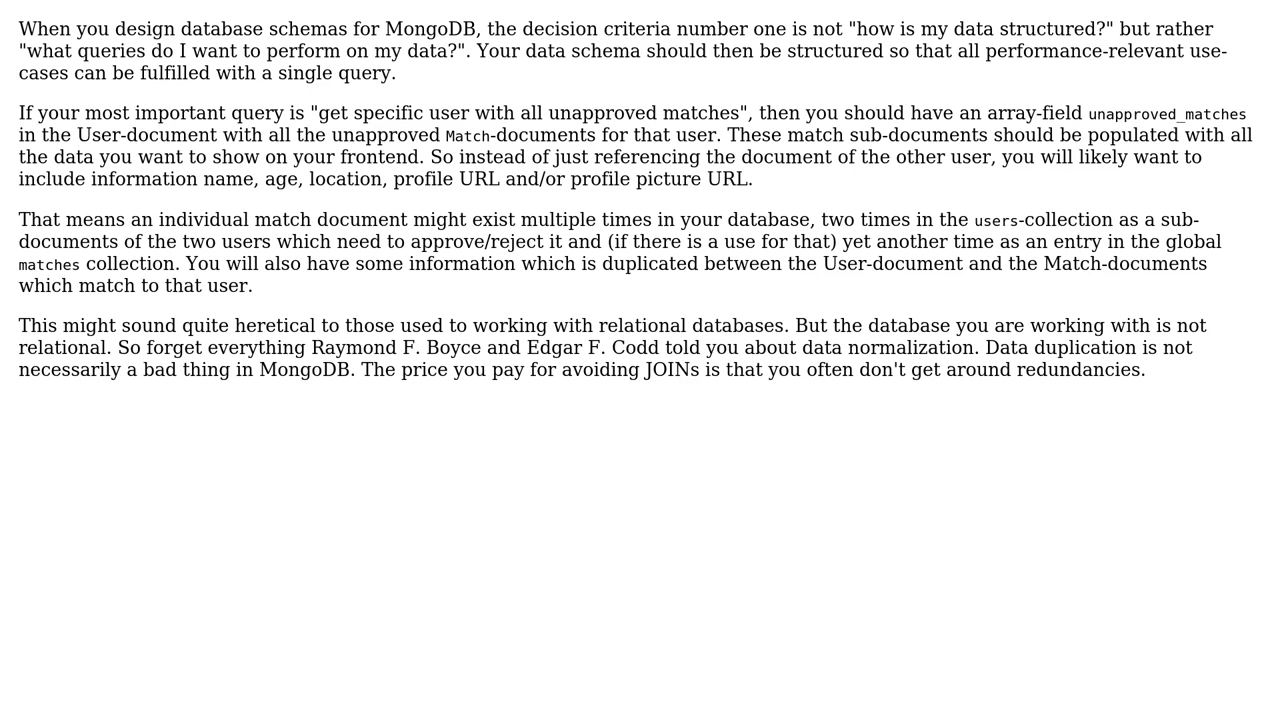 When you design database schemas for MongoDB, the decision criteria number one is not "how is my data structured?" but rather
"what queries do I want to perform on my data?". Your data schema should then be structured so that all performance-relevant use-
cases can be fulfilled with a single query.
If your most important query is "get specific user with all unapproved matches", then you should have an array-field unapproved_matches
in the User-document with all the unapproved Match-documents for that user. These match sub-documents should be populated with all
the data you want to show on your frontend. So instead of just referencing the document of the other user, you will likely want to
include information name, age, location, profile URL and/or profile picture URL.
That means an individual match document might exist multiple times in your database, two times in the users-collection as a sub-
documents of the two users which need to approve/reject it and (if there is a use for that) yet another time as an entry in the global
matches collection. You will also have some information which is duplicated between the User-document and the Match-documents
which match to that user.
This might sound quite heretical to those used to working with relational databases. But the database you are working with is not
relational. So forget everything Raymond F. Boyce and Edgar F. Codd told you about data normalization. Data duplication is not
necessarily a bad thing in MongoDB. The price you pay for avoiding JOINs is that you often don't get around redundancies.